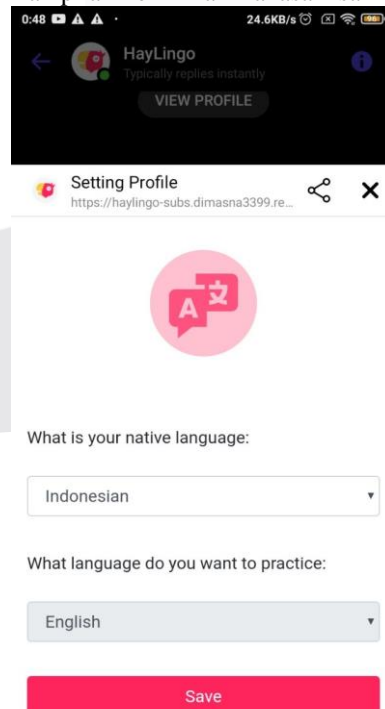 0:48
24.6KB/s
HayLingo
Typically replies instantly
VIEW PROFILE
Setting Profile
https://haylingo-subs.dimasna3399.re...
A 文
What is your native language:
Indonesian
What language do you want to practice:
English
Save